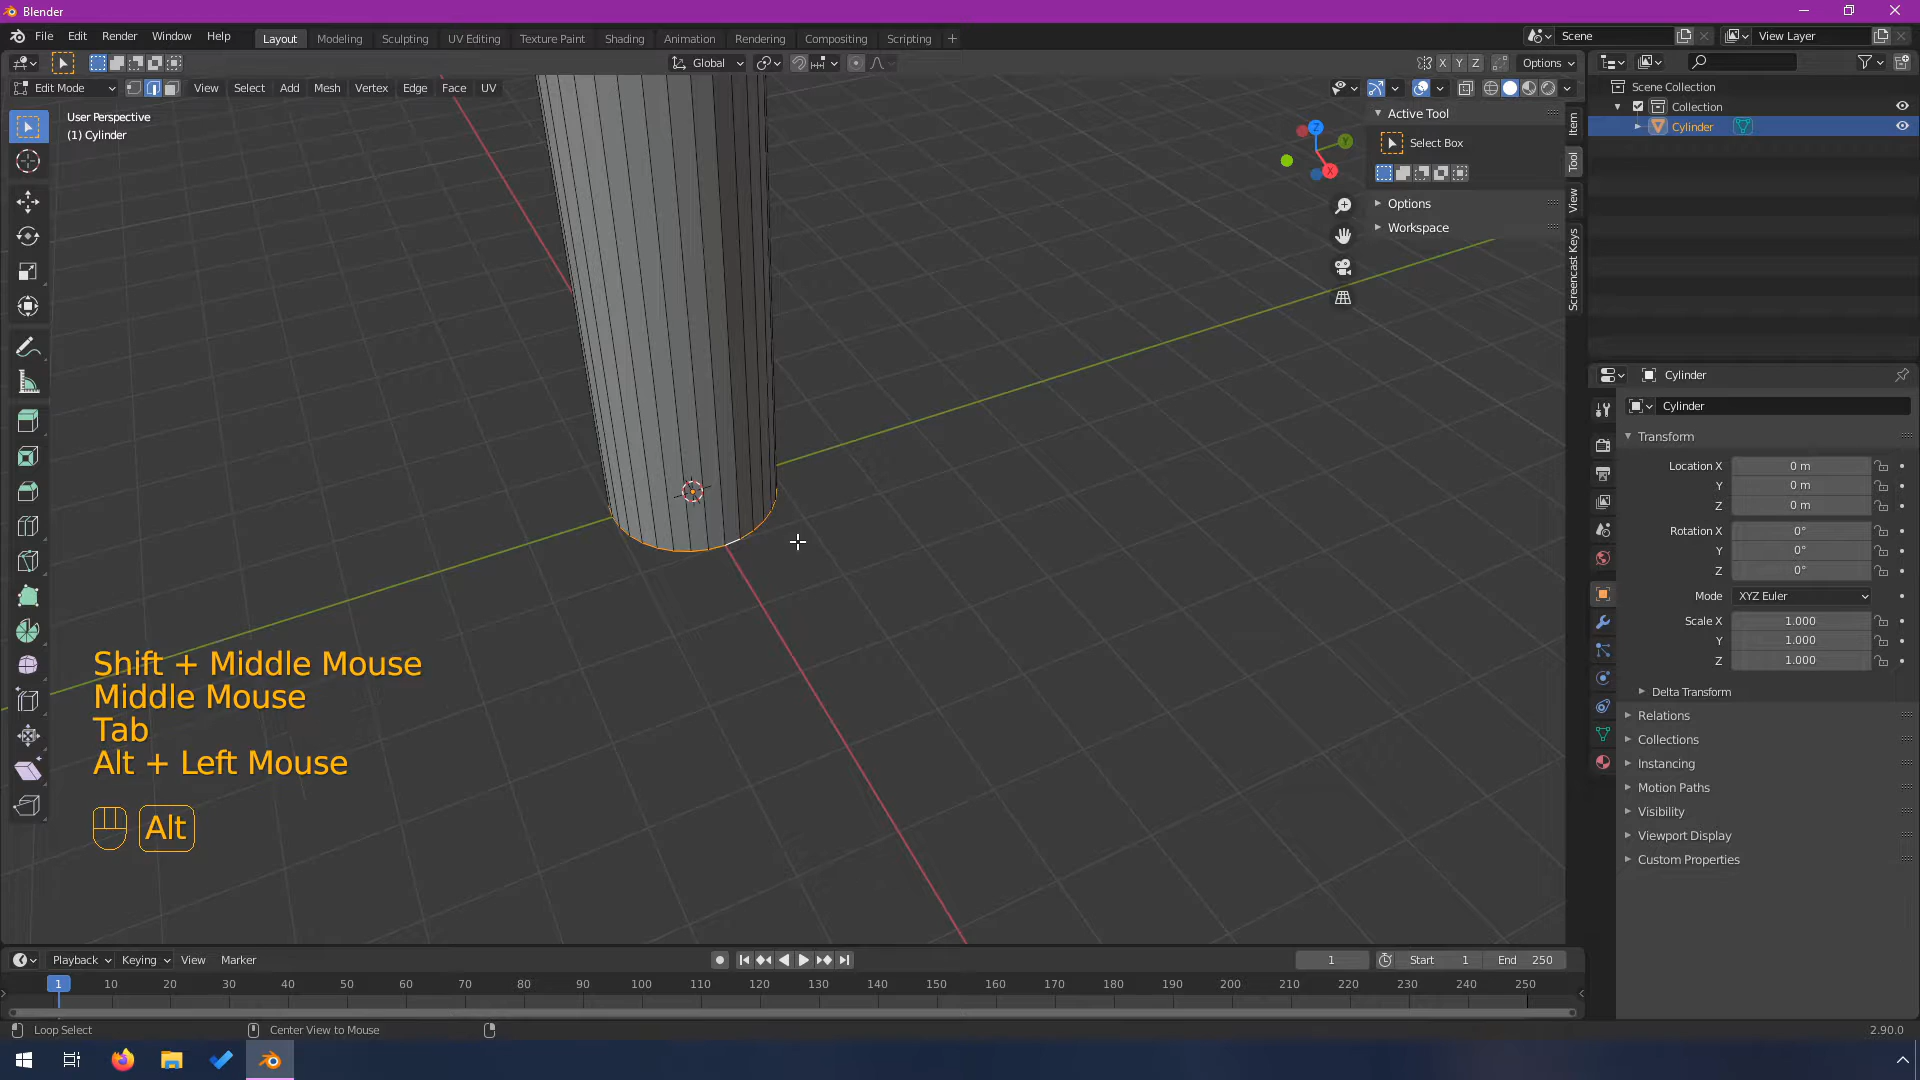 Blender
File Edit Render Window Help
Layout Modeling Sculpting UV Editing Texture Paint Shading Animation Rendering Compositing Scripting +
Scene
View Layer
Global
X Y Z
Options
Edit Mode
View Select Add Mesh Vertex Edge Face UV
User Perspective
(1) Cylinder
Z
Y
X
Active Tool
Select Box
Options
Workspace
Item
Tool
View
Screencast Keys
Scene Collection
Collection
Cylinder
Cylinder
Cylinder
Transform
Location X 0 m
Y 0 m
Z 0 m
Rotation X 0°
Y 0°
Z 0°
Mode XYZ Euler
Scale X 1.000
Y 1.000
Z 1.000
Delta Transform
Relations
Collections
Instancing
Motion Paths
Visibility
Viewport Display
Custom Properties
Shift + Middle Mouse
Middle Mouse
Tab
Alt + Left Mouse
Alt
Playback Keying View Marker
1
Start 1
End 250
1 10 20 30 40 50 60 70 80 90 100 110 120 130 140 150 160 170 180 190 200 210 220 230 240 250
Loop Select
Center View to Mouse
2.90.0